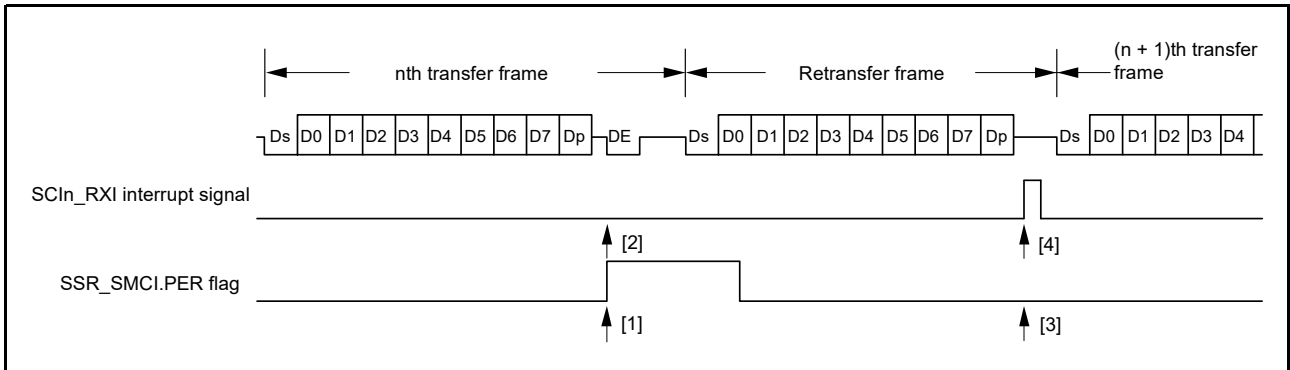 (n + 1)th transfer
nth transfer frame Retransfer frame frame
Ds D0 D1 D2 D3 D4 D5 D6 D7 Dp DE Ds D0 D1 D2 D3 D4 D5 D6 D7 Dp Ds D0 D1 D2 D3 D4
SCIn_RXI interrupt signal
[2] [4]
SSR_SMCI.PER flag
[1] [3]